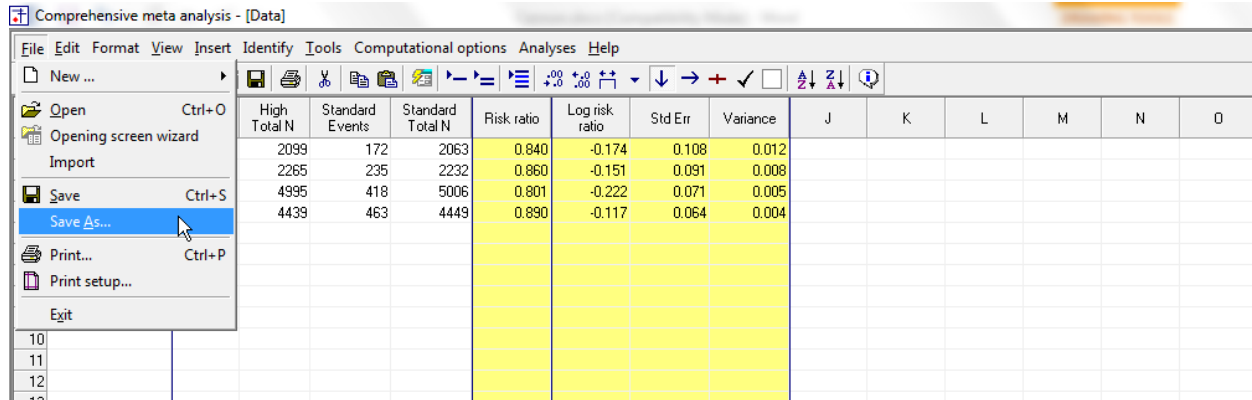 Comprehensive meta analysis - [Data]
File Edit Format View Insert Identify Tools Computational options Analyses Help
New ...
Open Ctrl+O
Opening screen wizard
Import
Save Ctrl+S
Save As...
Print... Ctrl+P
Print setup...
Exit
High Total N Standard Events Standard Total N Risk ratio Log risk ratio Std Err Variance J K L M N O
2099 172 2063 0.840 -0.174 0.108 0.012
2265 235 2232 0.860 -0.151 0.091 0.008
4995 418 5006 0.801 -0.222 0.071 0.005
4439 463 4449 0.890 -0.117 0.064 0.004
10
11
12